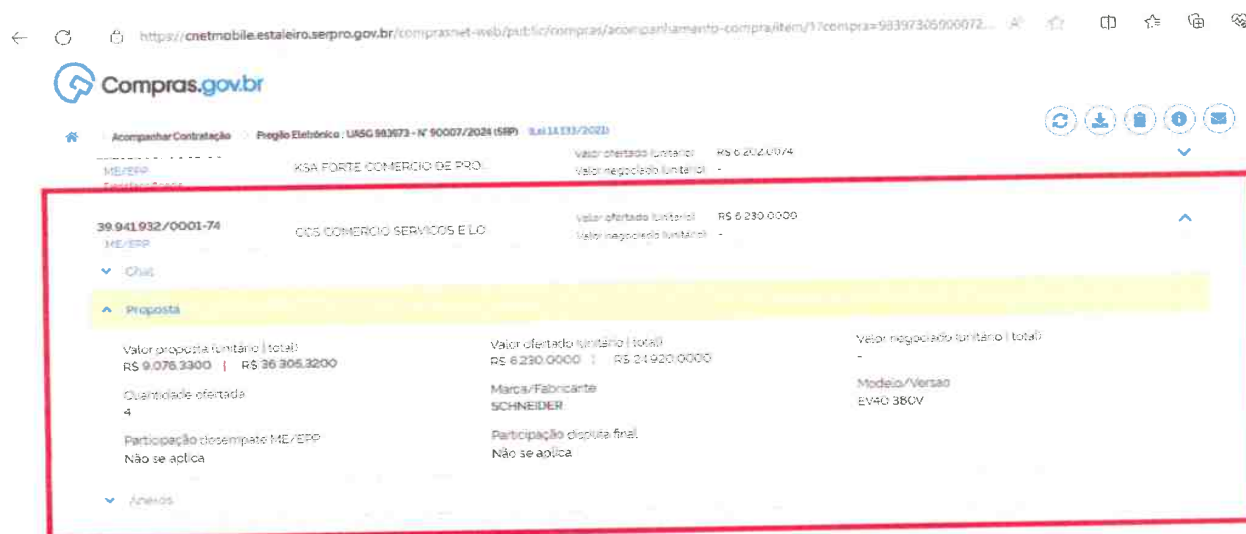 https://cnetmobile.estaleiro.serpro.gov.br/comprasnet-web/public/compras/acompanhamento-compra/item/1?compra=98397305900072...
Compras.gov.br
Acompanhar Contratação Pregão Eletrônico : UASG 983973 - N° 90007/2024 (SRP) (Lei 14.133/2021)
ME/EPP KSA FORTE COMERCIO DE PRO... Valor ofertado (unitário) R$ 6.202,0074
Valor negociado (unitário) -
39.941.932/0001-74 CCS COMERCIO SERVICOS E LO Valor ofertado (unitário) R$ 6.230,0000
ME/EPP Valor negociado (unitário) -
Chat
Proposta
Valor proposta (unitário | total) Valor ofertado (unitário | total) Valor negociado (unitário | total)
R$ 9.076,3300 | R$ 36.305,3200 R$ 6.230,0000 | R$ 24.920,0000 -
Quantidade ofertada Marca/Fabricante Modelo/Versão
4 SCHNEIDER EV40 380V
Participação desempate ME/EPP Participação disputa final
Não se aplica Não se aplica
Anexos